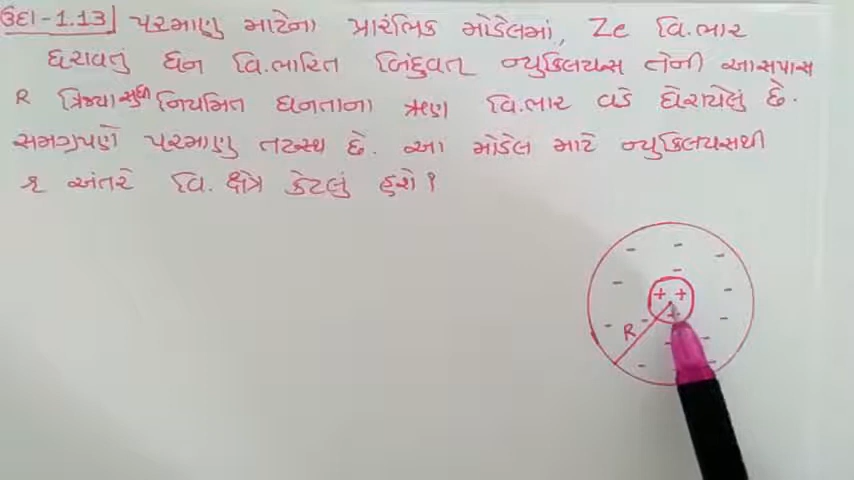 ઉદા-1.13 પરમાણુ માટેના પ્રારંભિક મોડેલમાં, Ze વિ.ભાર
ધરાવતું ધન વિ.ભારિત બિંદુવત્ ન્યુક્લિયસ તેની આસપાસ
R ત્રિજ્યા સુધી નિયમિત ઘનતાના ઋણ વિ.ભાર વડે ઘેરાયેલું છે.
સમગ્રપણે પરમાણુ તટસ્થ છે. આ મોડેલ માટે ન્યુક્લિયસથી
r અંતરે વિ. ક્ષેત્ર કેટલું હશે?
R